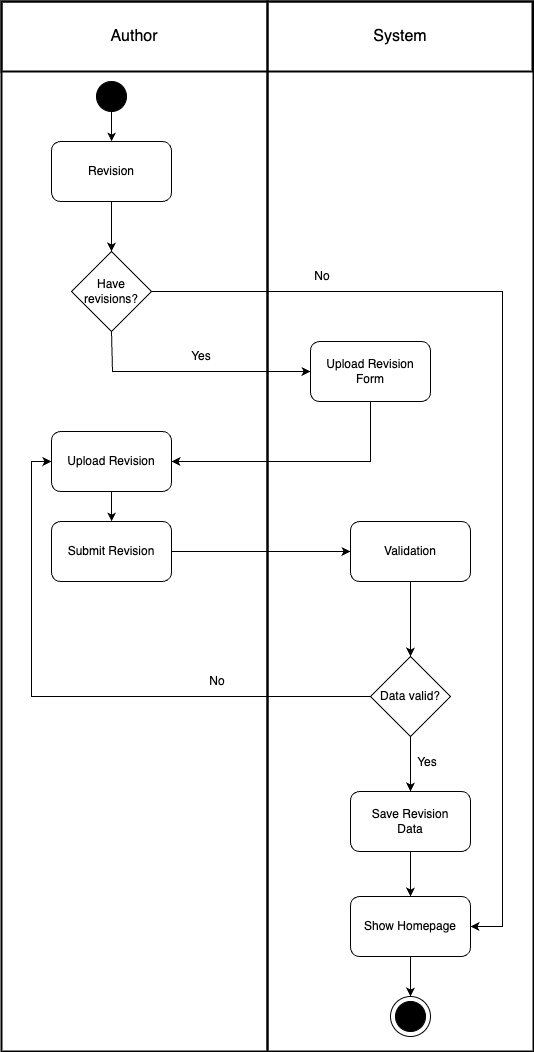 Author
System
Revision
Have
revisions?
No
Yes
Upload Revision
Form
Upload Revision
Submit Revision
Validation
No
Data valid?
Yes
Save Revision
Data
Show Homepage